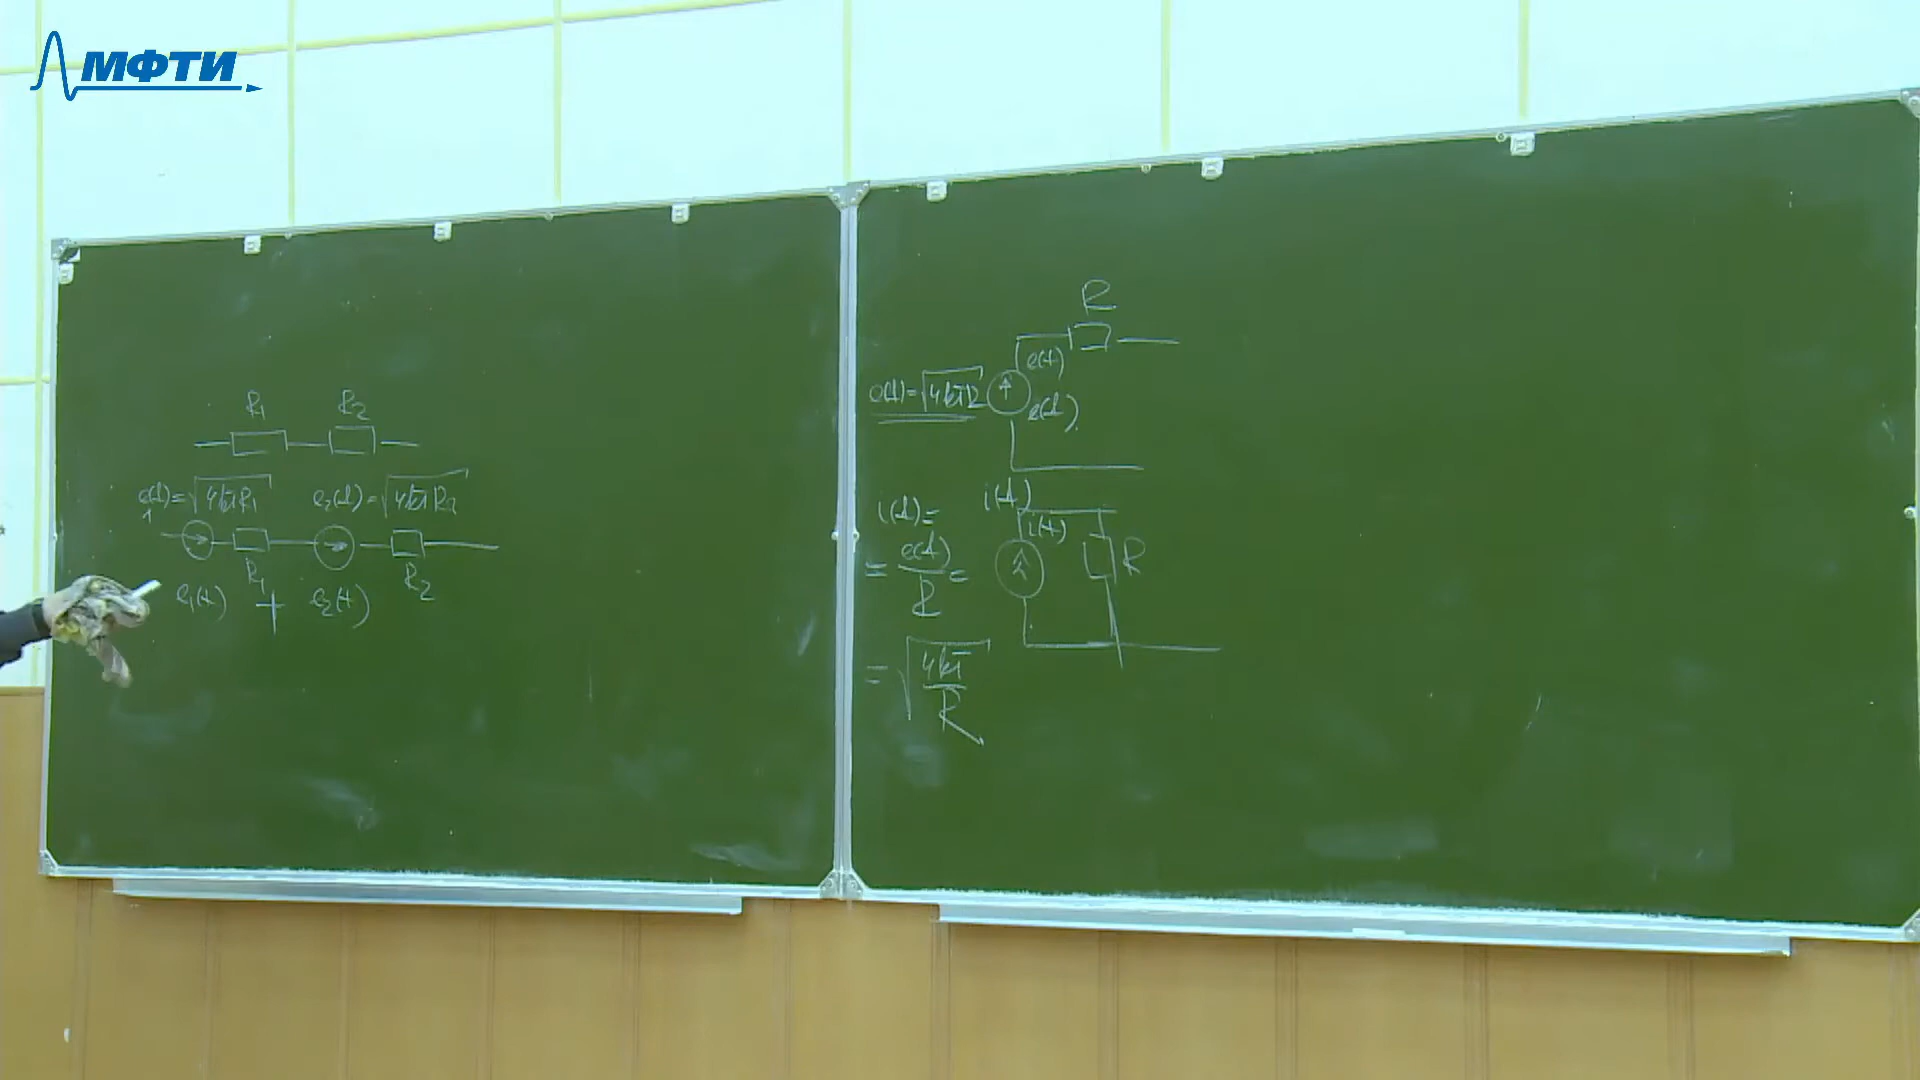 МФТИ
R₁ R₂
e₁(f)=√4kTR₁ e₂(f)=√4kTR₂
R₁ R₂
e₁(t) + e₂(t)
R
e(t)
e(f)=√4kTR e(f)
i(f)
i(f)= i(t)
= e(f)/R = R
= √4kT/R